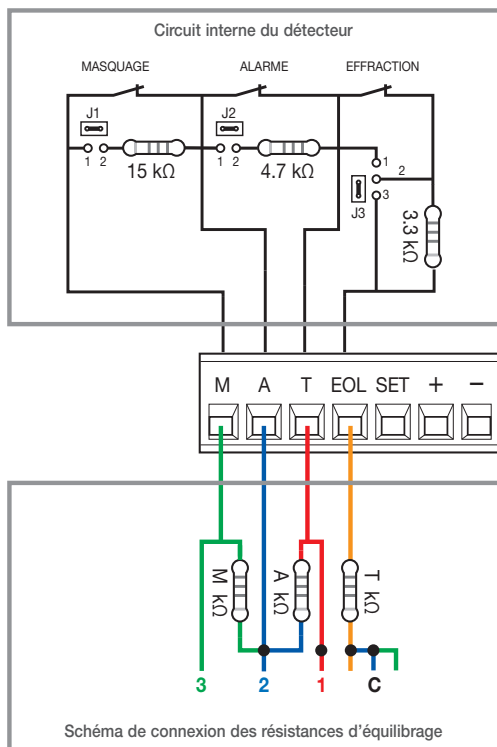 Circuit interne du détecteur
MASQUAGE ALARME EFFRACTION
J1 J2
1 2 15 kΩ 1 2 4.7 kΩ 1
2
3
J3
3.3 kΩ
M A T EOL SET + −
M kΩ A kΩ T kΩ
3 2 1 C
Schéma de connexion des résistances d’équilibrage